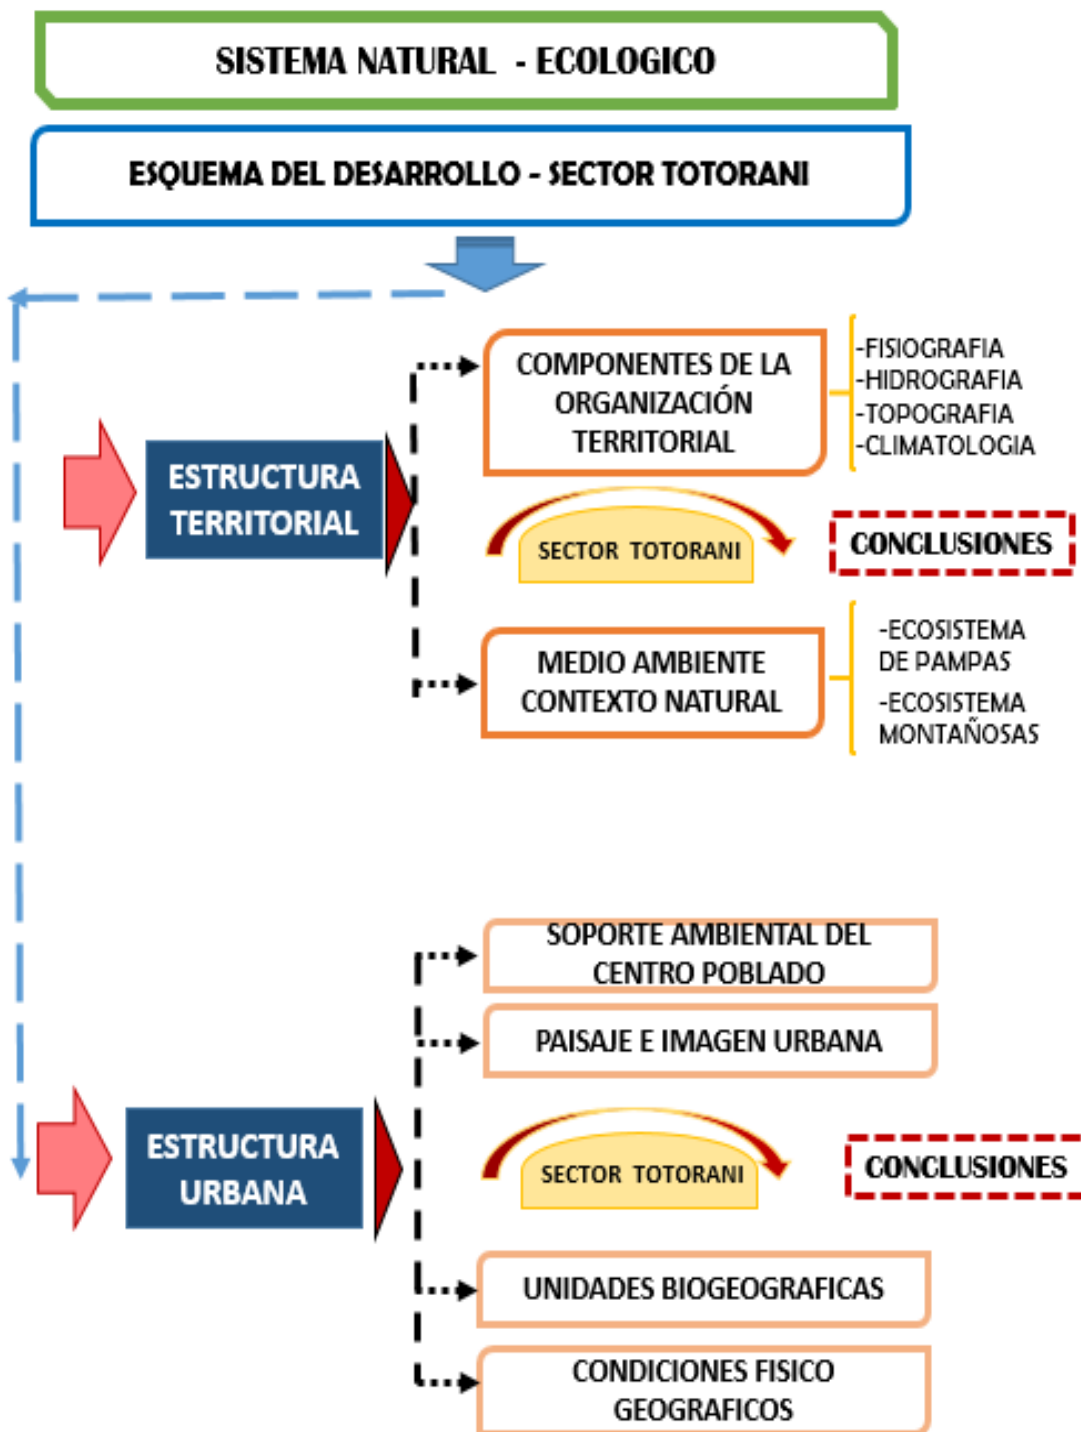 SISTEMA NATURAL - ECOLOGICO
ESQUEMA DEL DESARROLLO - SECTOR TOTORANI
ESTRUCTURA
TERRITORIAL
COMPONENTES DE LA
ORGANIZACIÓN
TERRITORIAL
-FISIOGRAFIA
-HIDROGRAFIA
-TOPOGRAFIA
-CLIMATOLOGIA
SECTOR TOTORANI
CONCLUSIONES
MEDIO AMBIENTE
CONTEXTO NATURAL
-ECOSISTEMA
DE PAMPAS
-ECOSISTEMA
MONTAÑOSAS
ESTRUCTURA
URBANA
SOPORTE AMBIENTAL DEL
CENTRO POBLADO
PAISAJE E IMAGEN URBANA
SECTOR TOTORANI
CONCLUSIONES
UNIDADES BIOGEOGRAFICAS
CONDICIONES FISICO
GEOGRAFICOS